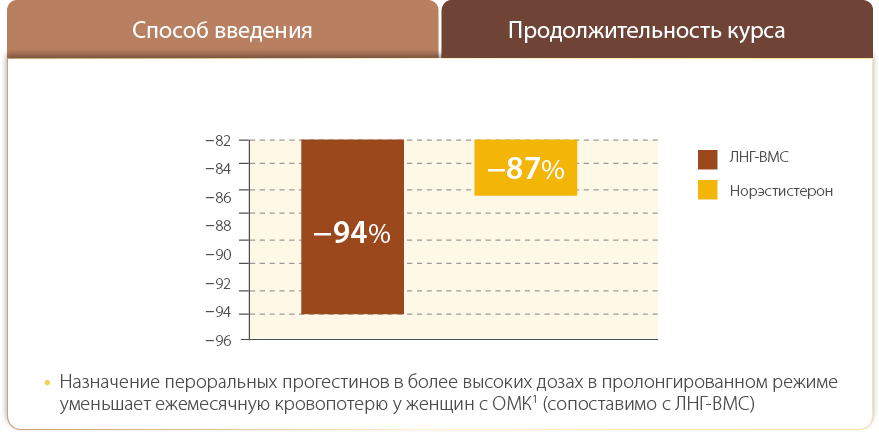 Способ введения
Продолжительность курса
−82
−84
−86
−88
−90
−92
−94
−96
−94%
−87%
ЛНГ-ВМС
Норэстистерон
• Назначение пероральных прогестинов в более высоких дозах в пролонгированном режиме
уменьшает ежемесячную кровопотерю у женщин с ОМК¹ (сопоставимо с ЛНГ-ВМС)